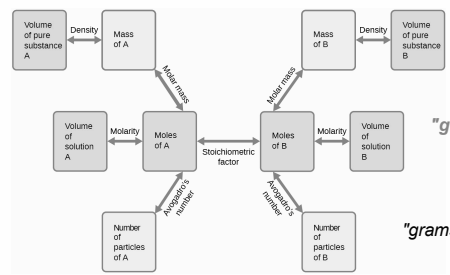 Volume
of pure
substance
A
Density
Mass
of A
Mass
of B
Density
Volume
of pure
substance
B
Molar mass
Molar mass
Volume
of
solution
A
Molarity
Moles
of A
Stoichiometric
factor
Moles
of B
Molarity
Volume
of
solution
B
"g
Avogadro's
number
Avogadro's
number
Number
of
particles
of A
Number
of
particles
of B
"gram